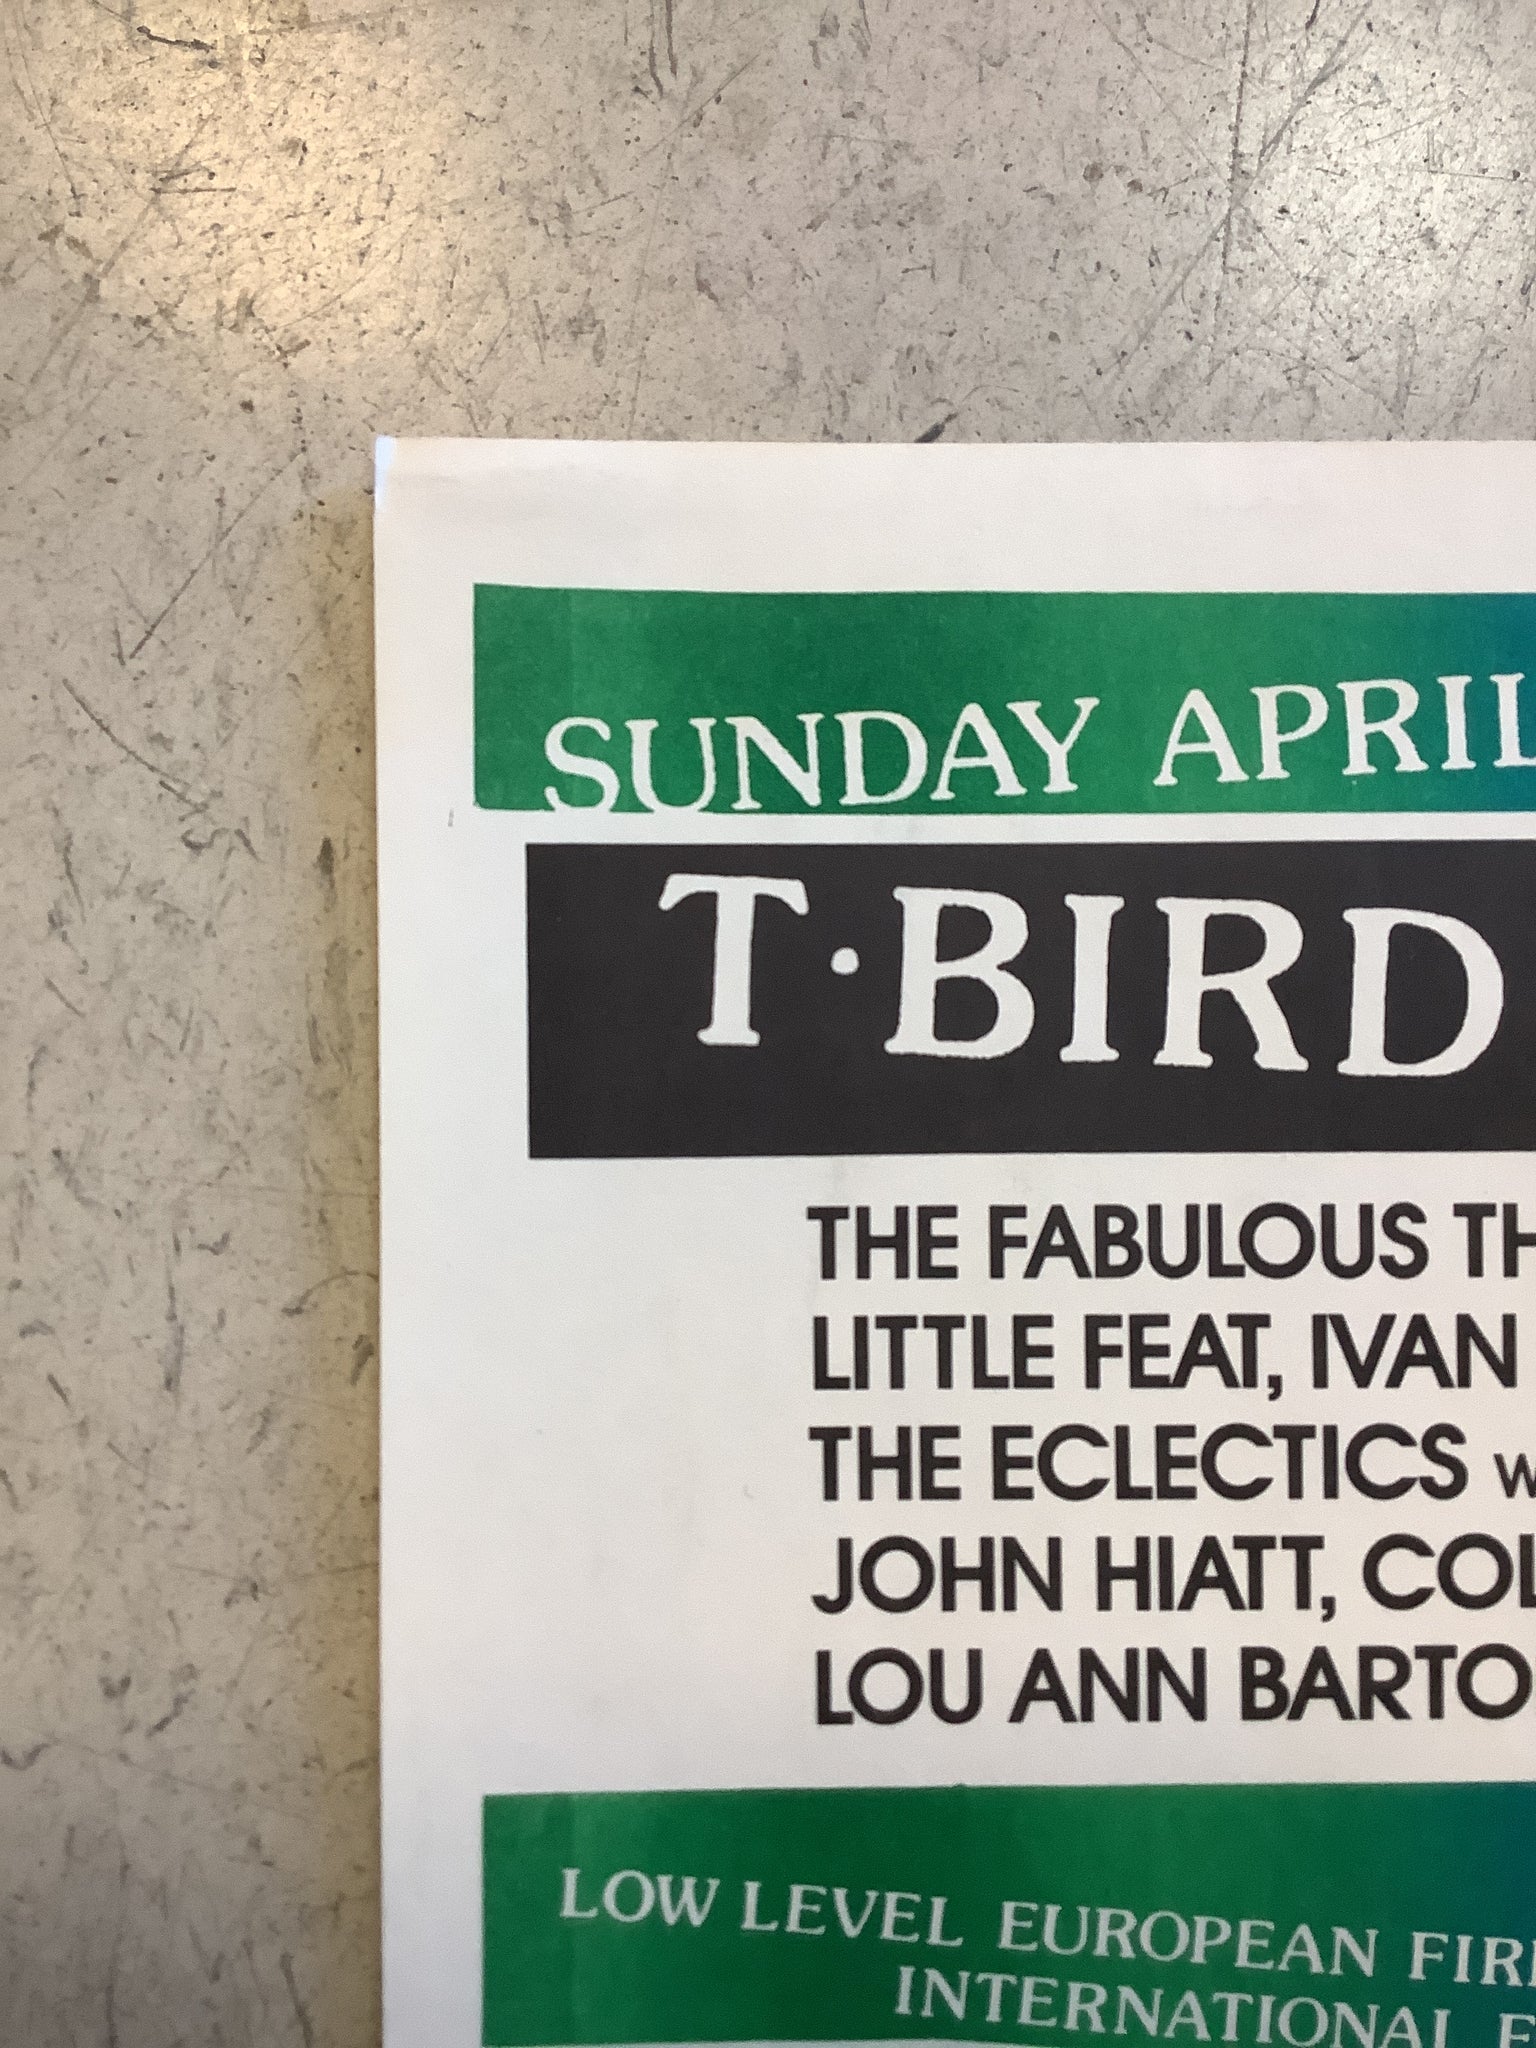 SUNDAY APRIL
T·BIRD
THE FABULOUS TH
LITTLE FEAT, IVAN
THE ECLECTICS W
JOHN HIATT, COL
LOU ANN BARTO
LOW LEVEL EUROPEAN FIR
INTERNATIONAL F